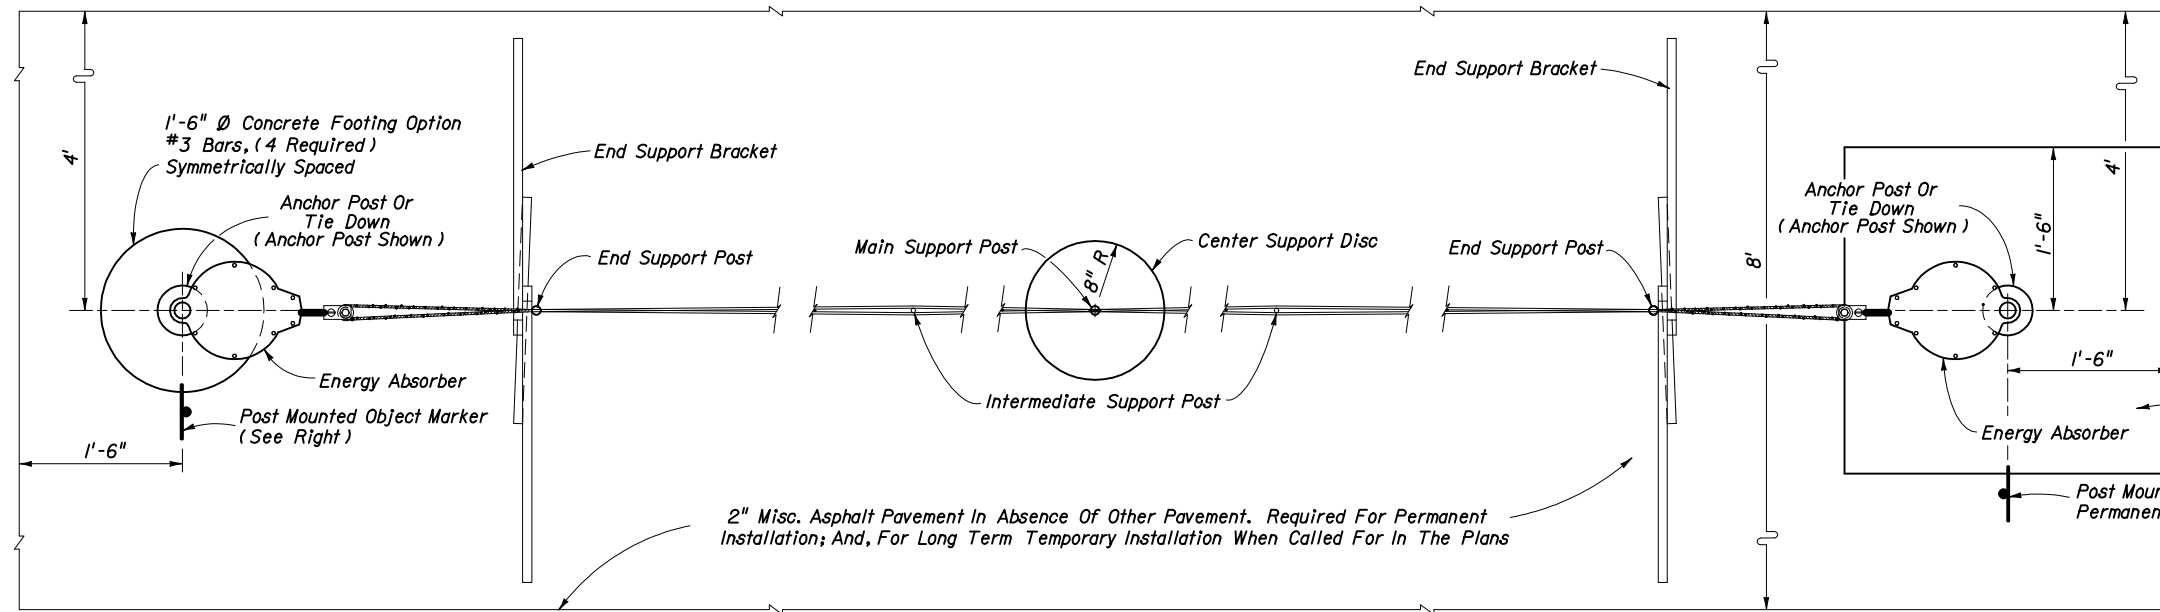 4'
1'-6" Ø Concrete Footing Option
#3 Bars, (4 Required)
Symmetrically Spaced
Anchor Post Or
Tie Down
(Anchor Post Shown)
End Support Bracket
End Support Post
Energy Absorber
Post Mounted Object Marker
(See Right)
1'-6"
Main Support Post
8" R
Center Support Disc
Intermediate Support Post
2" Misc. Asphalt Pavement In Absence Of Other Pavement. Required For Permanent
Installation; And, For Long Term Temporary Installation When Called For In The Plans
End Support Bracket
End Support Post
8'
Anchor Post Or
Tie Down
(Anchor Post Shown)
1'-6"
4'
1'-6"
Energy Absorber
Post Moun
Permanen